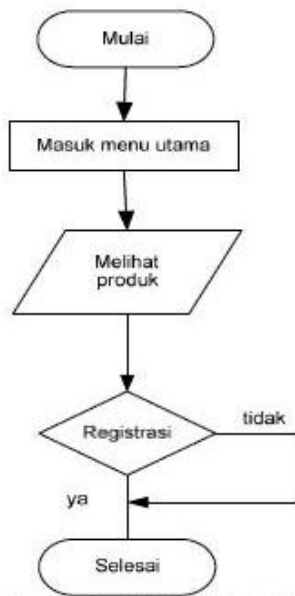 Mulai
Masuk menu utama
Melihat
produk
Registrasi
tidak
ya
Selesai